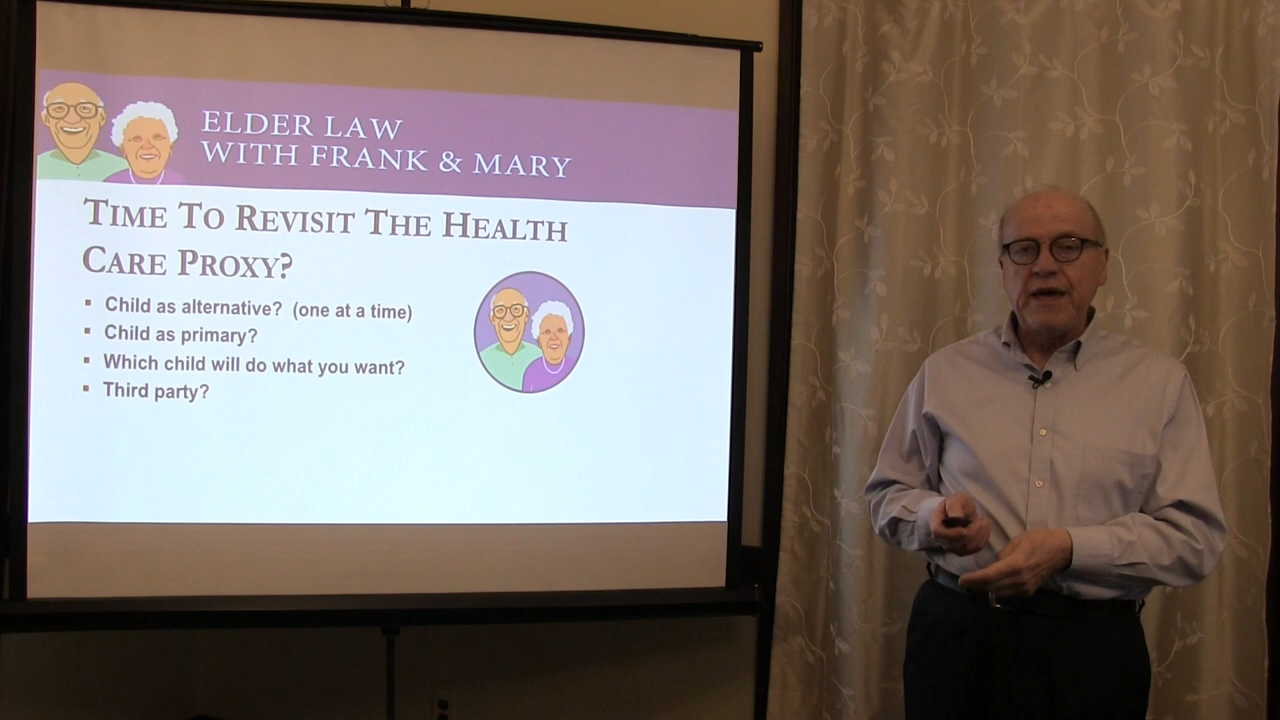 ELDER LAW
WITH FRANK & MARY
TIME TO REVISIT THE HEALTH
CARE PROXY?
▪ Child as alternative? (one at a time)
▪ Child as primary?
▪ Which child will do what you want?
▪ Third party?